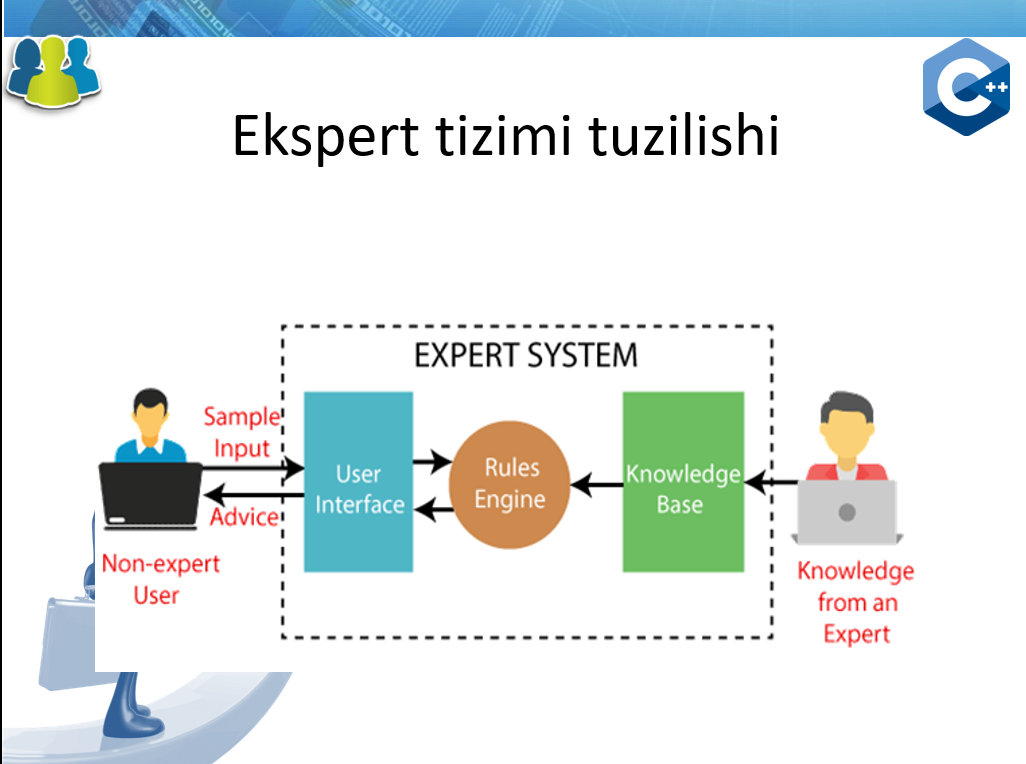 C++
Ekspert tizimi tuzilishi
EXPERT SYSTEM
Sample
Input
Advice
Non-expert
User
User
Interface
Rules
Engine
Knowledge
Base
Knowledge
from an
Expert